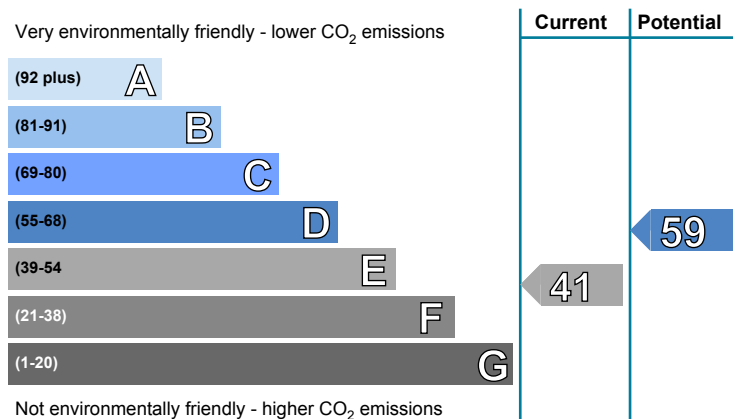 Current Potential
Very environmentally friendly - lower CO₂ emissions
(92 plus) A
(81-91) B
(69-80) C
(55-68) D
59
(39-54 E
41
(21-38) F
(1-20) G
Not environmentally friendly - higher CO₂ emissions